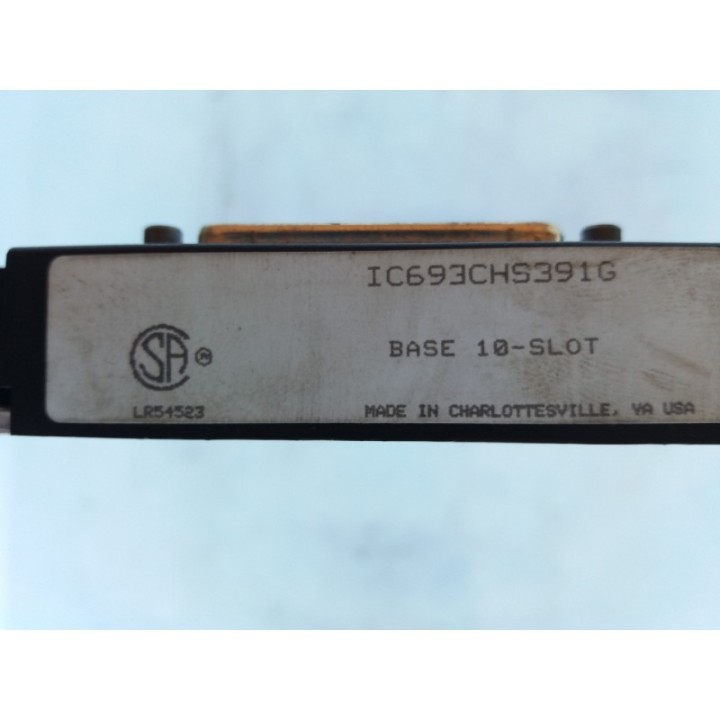 IC693CHS391G
BASE 10-SLOT
SA ®
LR54523
MADE IN CHARLOTTESVILLE, VA USA